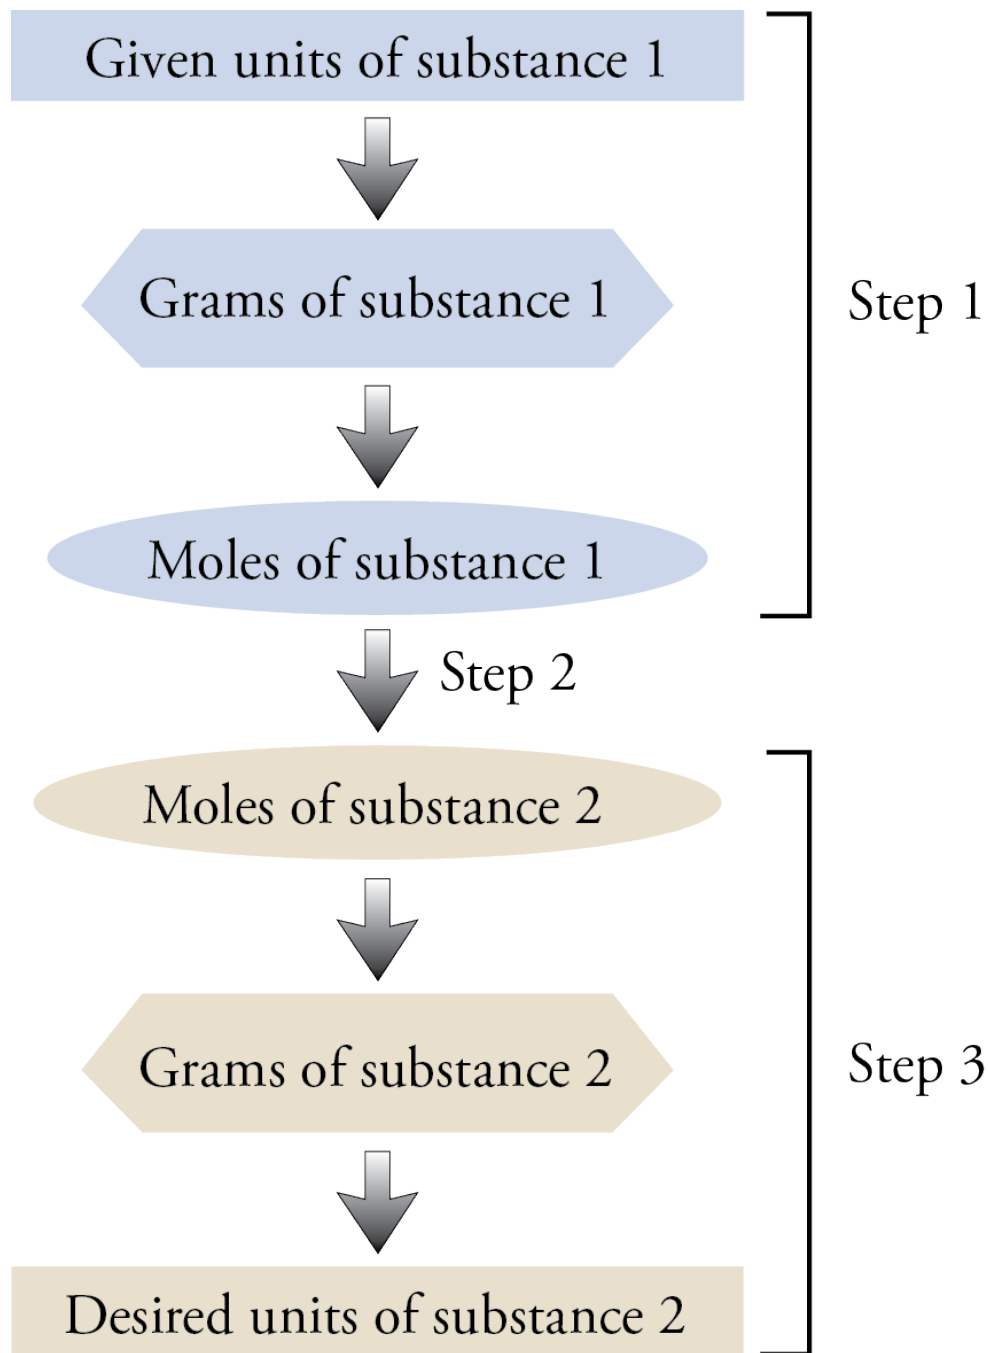 Given units of substance 1
Grams of substance 1
Step 1
Moles of substance 1
Step 2
Moles of substance 2
Grams of substance 2
Step 3
Desired units of substance 2